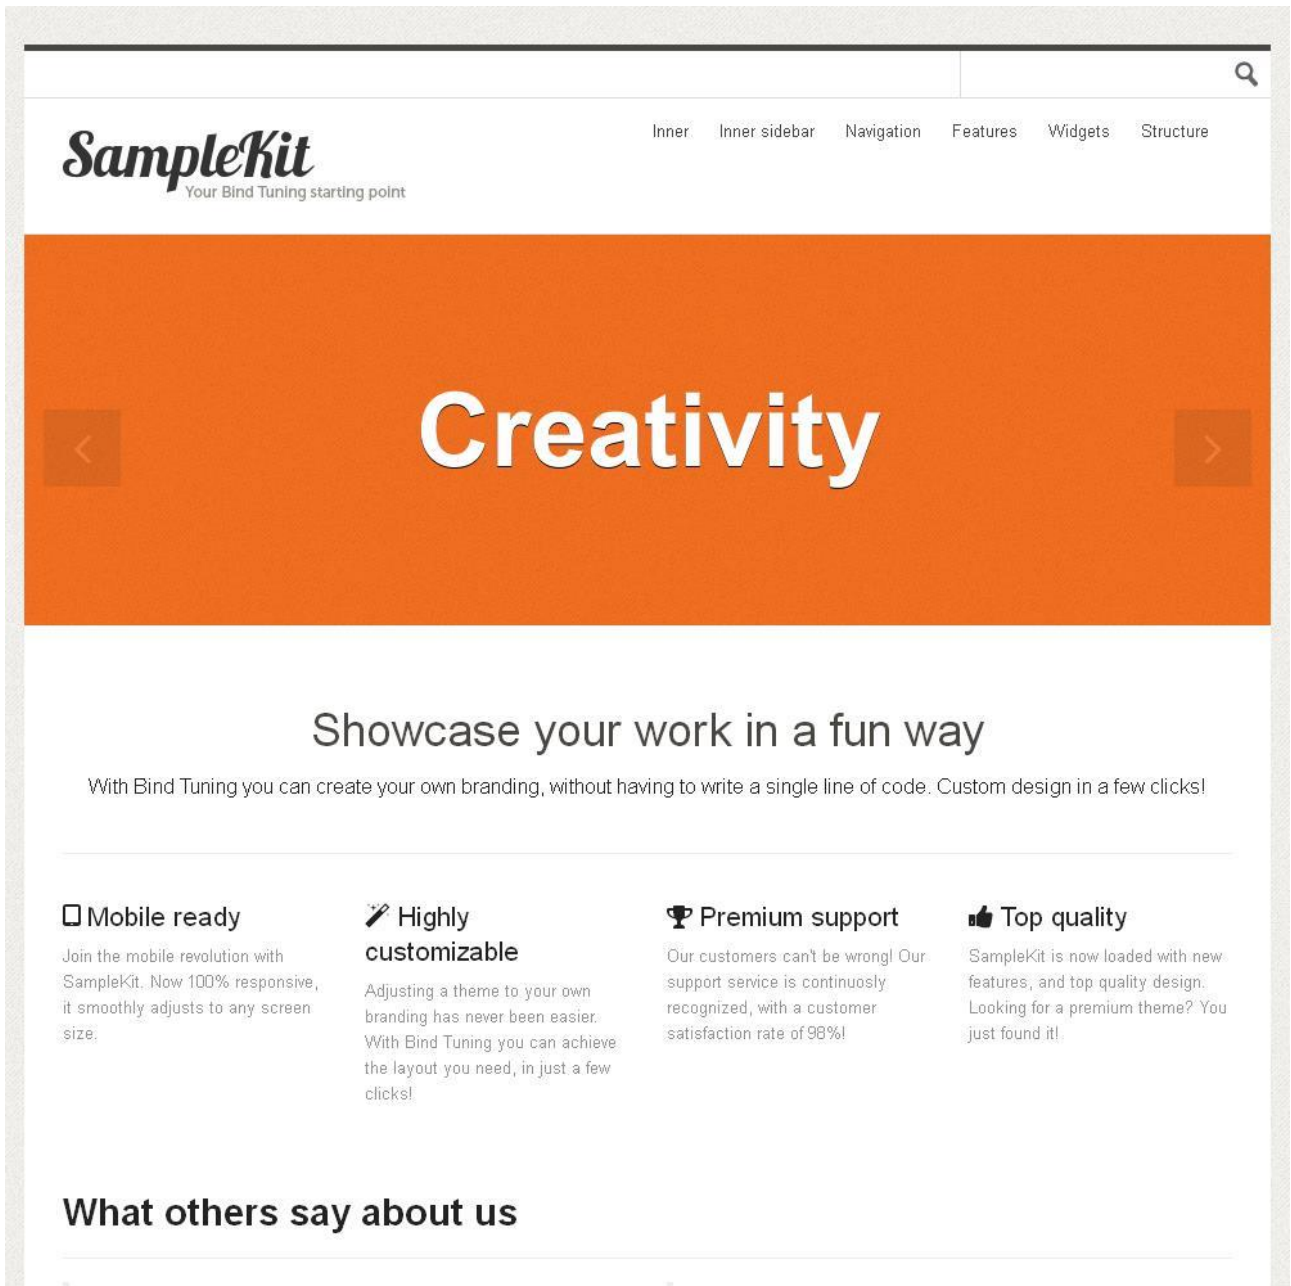 Inner Inner sidebar Navigation Features Widgets Structure
SampleKit
Your Bind Tuning starting point
Creativity
Showcase your work in a fun way
With Bind Tuning you can create your own branding, without having to write a single line of code. Custom design in a few clicks!
Mobile ready
Join the mobile revolution with
SampleKit. Now 100% responsive,
it smoothly adjusts to any screen
size.
Highly
customizable
Adjusting a theme to your own
branding has never been easier.
With Bind Tuning you can achieve
the layout you need, in just a few
clicks!
Premium support
Our customers can't be wrong! Our
support service is continuosly
recognized, with a customer
satisfaction rate of 98%!
Top quality
SampleKit is now loaded with new
features, and top quality design.
Looking for a premium theme? You
just found it!
What others say about us